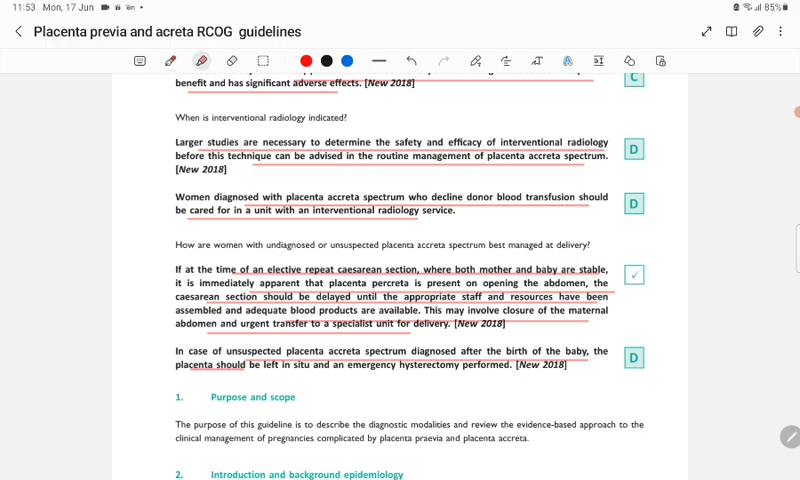 11:53 Mon, 17 Jun
85%
Placenta previa and acreta RCOG guidelines
benefit and has significant adverse effects. [New 2018]
C
When is interventional radiology indicated?
Larger studies are necessary to determine the safety and efficacy of interventional radiology
before this technique can be advised in the routine management of placenta accreta spectrum.
[New 2018]
D
Women diagnosed with placenta accreta spectrum who decline donor blood transfusion should
be cared for in a unit with an interventional radiology service.
D
How are women with undiagnosed or unsuspected placenta accreta spectrum best managed at delivery?
If at the time of an elective repeat caesarean section, where both mother and baby are stable,
it is immediately apparent that placenta percreta is present on opening the abdomen, the
caesarean section should be delayed until the appropriate staff and resources have been
assembled and adequate blood products are available. This may involve closure of the maternal
abdomen and urgent transfer to a specialist unit for delivery. [New 2018]
✓
In case of unsuspected placenta accreta spectrum diagnosed after the birth of the baby, the
placenta should be left in situ and an emergency hysterectomy performed. [New 2018]
D
1. Purpose and scope
The purpose of this guideline is to describe the diagnostic modalities and review the evidence-based approach to the
clinical management of pregnancies complicated by placenta praevia and placenta accreta.
2. Introduction and background epidemiology